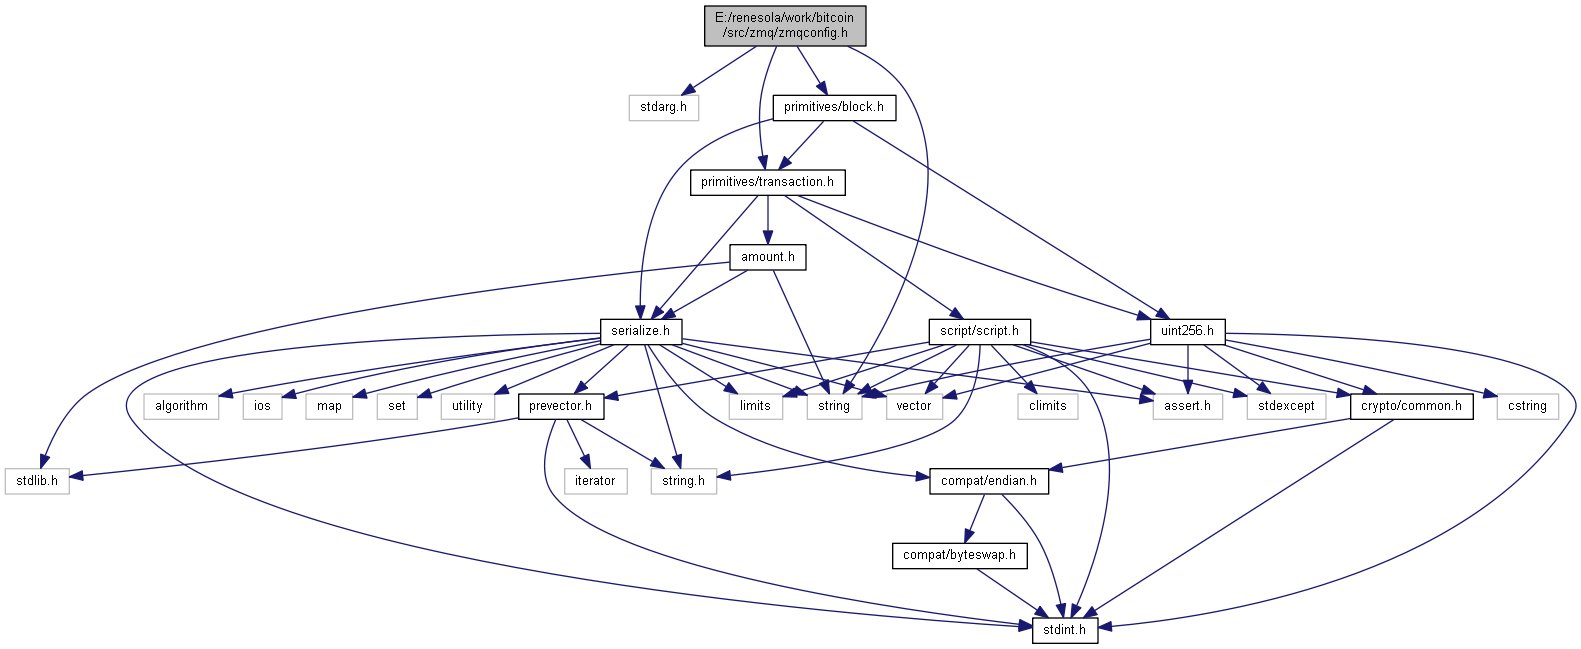 E:/renesola/work/bitcoin
/src/zmq/zmqconfig.h
stdarg.h
primitives/block.h
primitives/transaction.h
amount.h
serialize.h
script/script.h
uint256.h
algorithm
ios
map
set
utility
prevector.h
limits
string
vector
climits
assert.h
stdexcept
crypto/common.h
cstring
stdlib.h
iterator
string.h
compat/endian.h
compat/byteswap.h
stdint.h